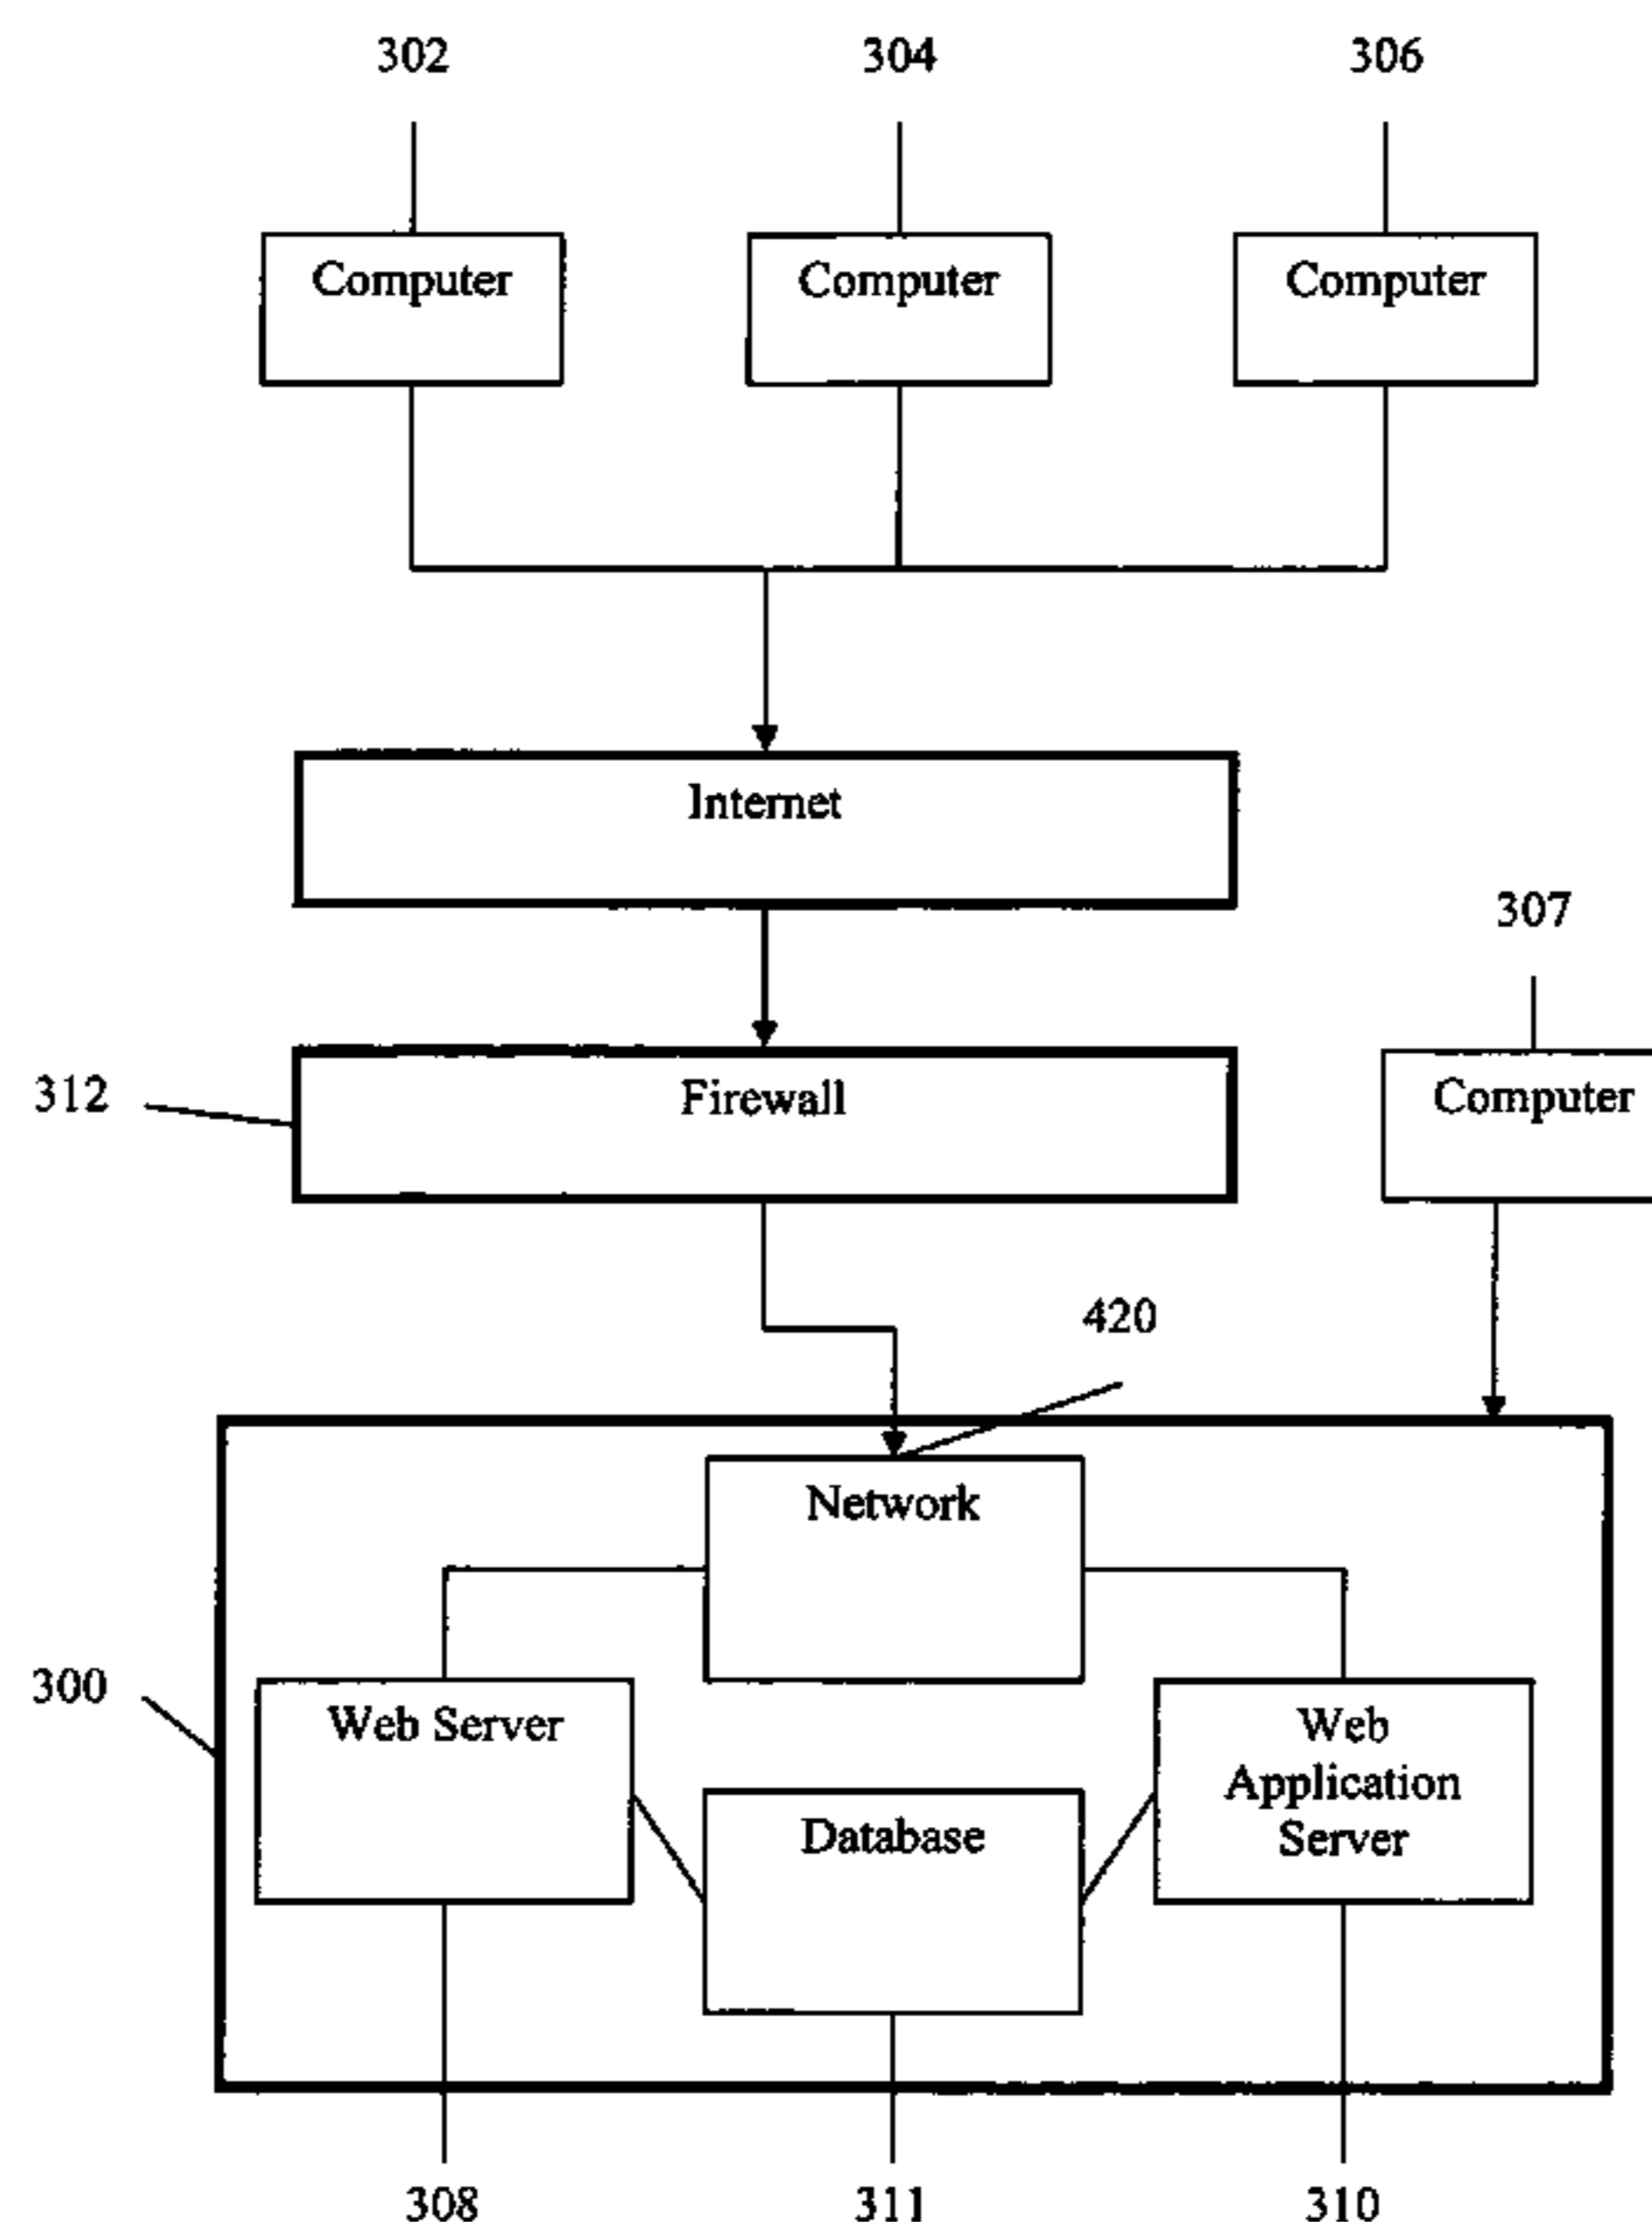 302 304 306
Computer Computer Computer
Internet
307
312
Firewall
Computer
420
Network
300
Web Server
Web
Application
Server
Database
308 311 310